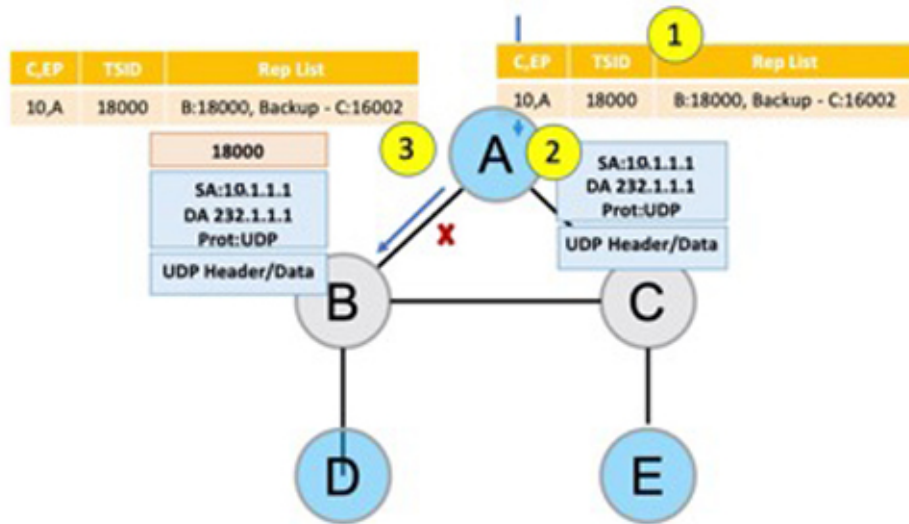 1
C,EP TSID Rep List
10,A 18000 B:18000, Backup - C:16002
C,EP TSID Rep List
10,A 18000 B:18000, Backup - C:16002
18000
SA:10.1.1.1
DA 232.1.1.1
Prot:UDP
UDP Header/Data
3
A
2
SA:10.1.1.1
DA 232.1.1.1
Prot:UDP
UDP Header/Data
X
B
C
D
E